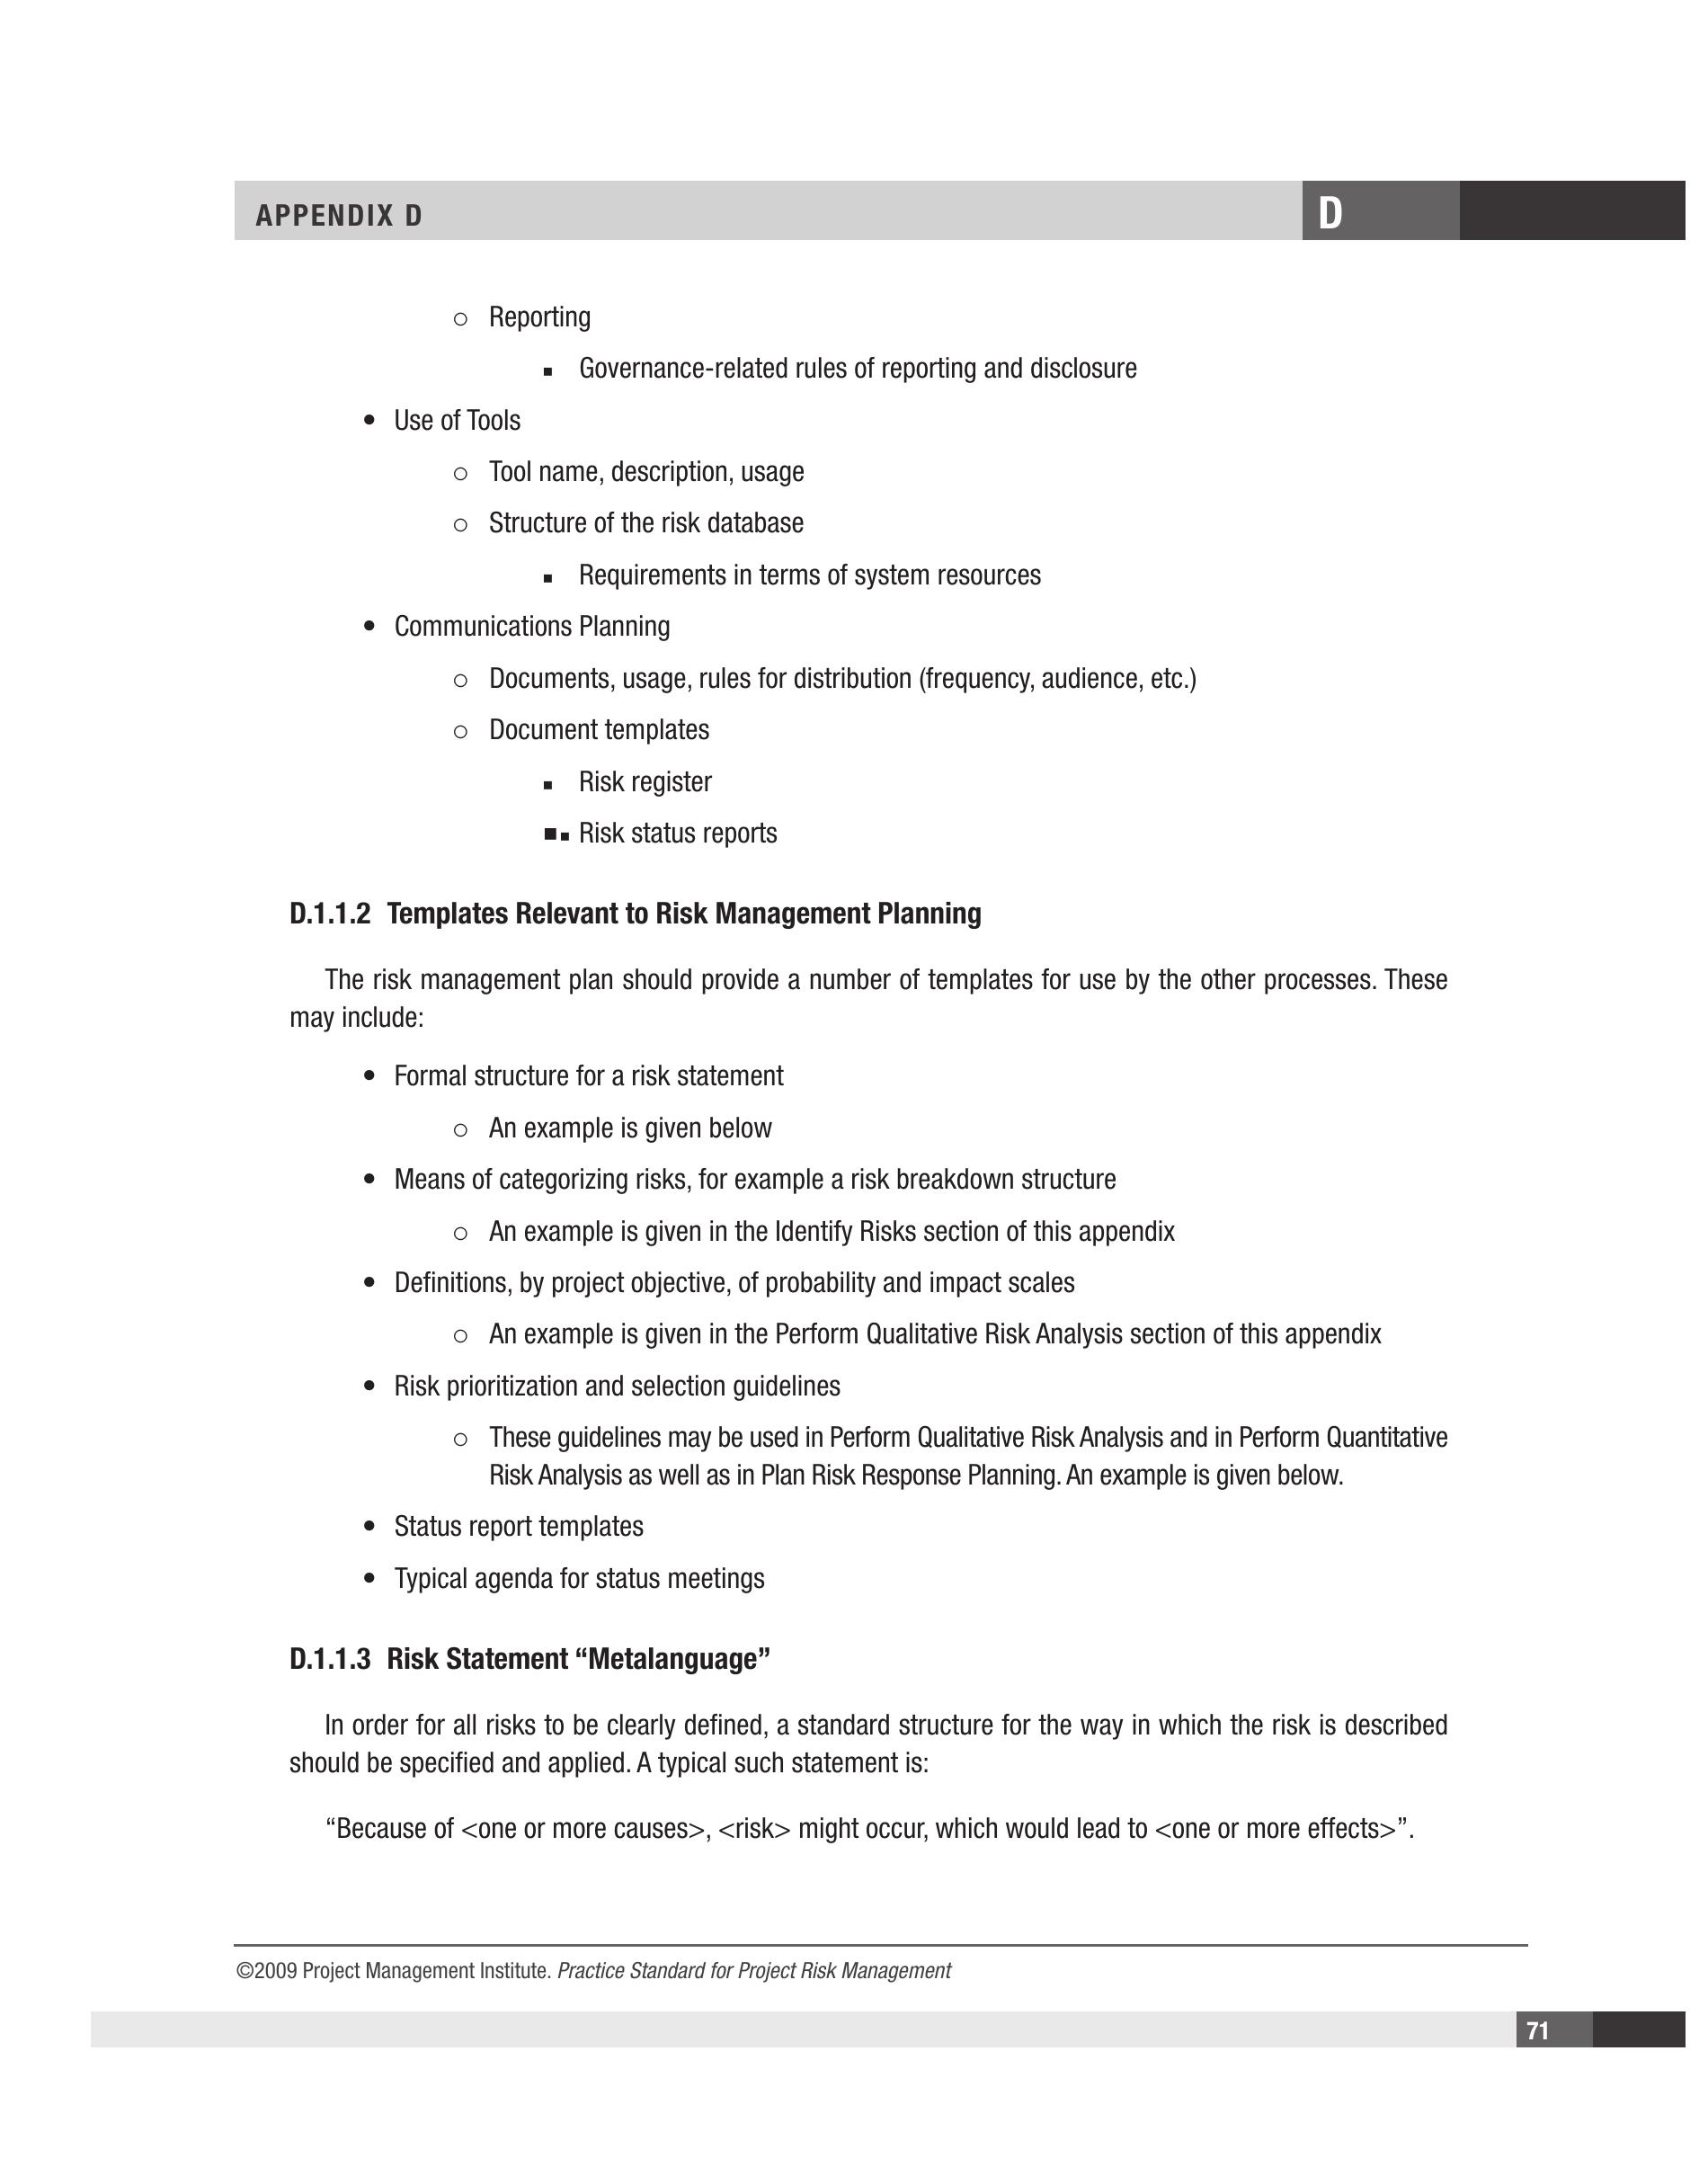 APPENDIX D
D
○ Reporting
▪ Governance-related rules of reporting and disclosure
• Use of Tools
○ Tool name, description, usage
○ Structure of the risk database
▪ Requirements in terms of system resources
• Communications Planning
○ Documents, usage, rules for distribution (frequency, audience, etc.)
○ Document templates
▪ Risk register
■▪ Risk status reports
D.1.1.2 Templates Relevant to Risk Management Planning
The risk management plan should provide a number of templates for use by the other processes. These
may include:
• Formal structure for a risk statement
○ An example is given below
• Means of categorizing risks, for example a risk breakdown structure
○ An example is given in the Identify Risks section of this appendix
• Definitions, by project objective, of probability and impact scales
○ An example is given in the Perform Qualitative Risk Analysis section of this appendix
• Risk prioritization and selection guidelines
○ These guidelines may be used in Perform Qualitative Risk Analysis and in Perform Quantitative
Risk Analysis as well as in Plan Risk Response Planning. An example is given below.
• Status report templates
• Typical agenda for status meetings
D.1.1.3 Risk Statement “Metalanguage”
In order for all risks to be clearly defined, a standard structure for the way in which the risk is described
should be specified and applied. A typical such statement is:
“Because of <one or more causes>, <risk> might occur, which would lead to <one or more effects>”.
©2009 Project Management Institute. Practice Standard for Project Risk Management
71